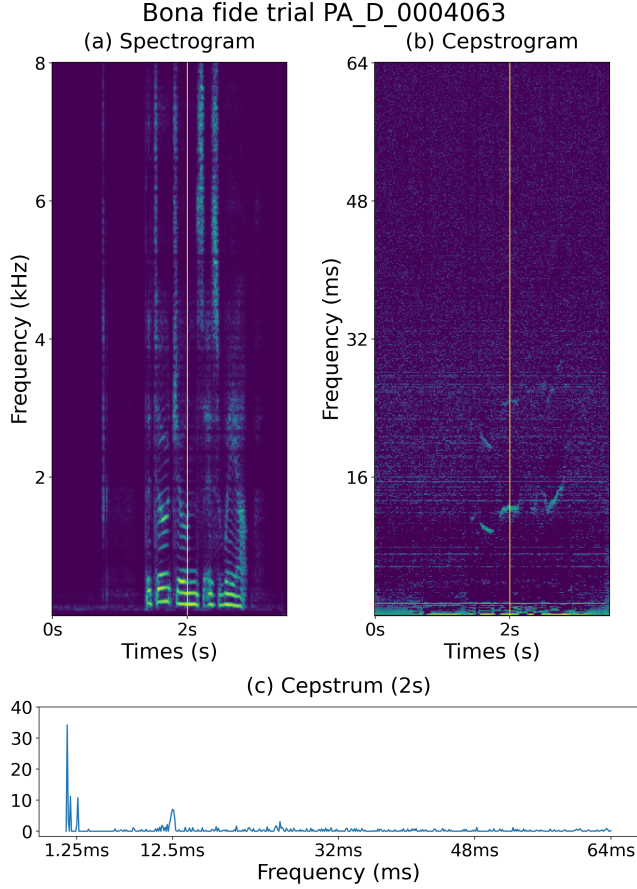 Bona fide trial PA_D_0004063
(a) Spectrogram
(b) Cepstrogram
8
6
4
2
Frequency (kHz)
0s
2s
Times (s)
64
48
32
16
Frequency (ms)
0s
2s
Times (s)
(c) Cepstrum (2s)
40
30
20
10
0
1.25ms
12.5ms
32ms
48ms
64ms
Frequency (ms)